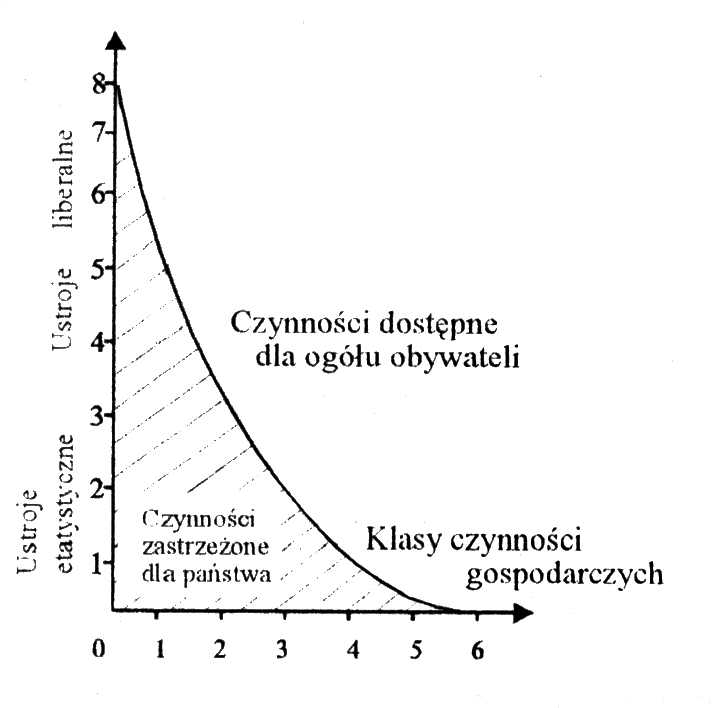 8
7
6
5
4
3
2
1
Ustroje liberalne
Ustroje
etatystyczne
Czynności dostępne
dla ogółu obywateli
Czynności
zastrzeżone
dla państwa
Klasy czynności
gospodarczych
0 1 2 3 4 5 6